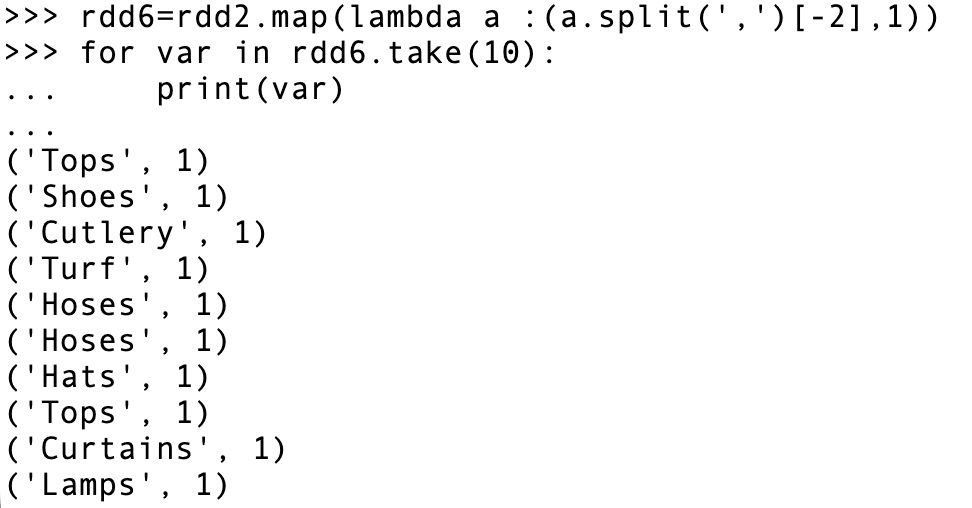 >>> rdd6=rdd2.map(lambda a :(a.split(',')[-2],1))
>>> for var in rdd6.take(10):
...     print(var)
...
('Tops', 1)
('Shoes', 1)
('Cutlery', 1)
('Turf', 1)
('Hoses', 1)
('Hoses', 1)
('Hats', 1)
('Tops', 1)
('Curtains', 1)
('Lamps', 1)